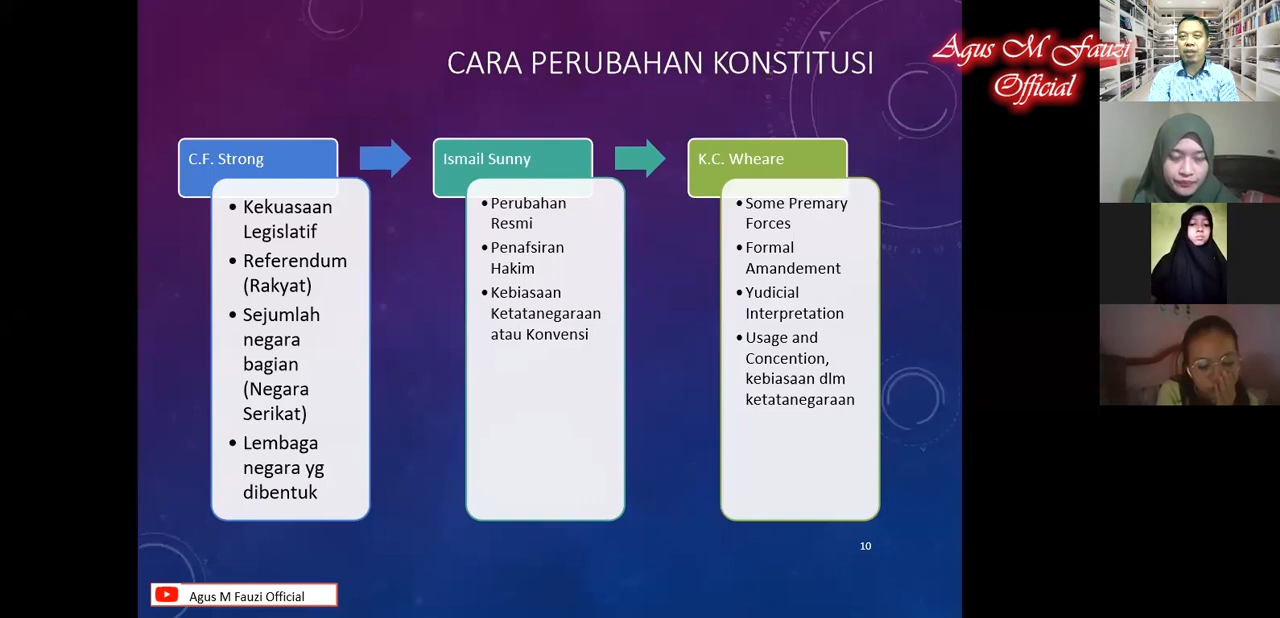 CARA PERUBAHAN KONSTITUSI
Agus M Fauzi
Official
C.F. Strong
• Kekuasaan
Legislatif
• Referendum
(Rakyat)
• Sejumlah
negara
bagian
(Negara
Serikat)
• Lembaga
negara yg
dibentuk
Ismail Sunny
• Perubahan
Resmi
• Penafsiran
Hakim
• Kebiasaan
Ketatanegaraan
atau Konvensi
K.C. Wheare
• Some Premary
Forces
• Formal
Amandement
• Yudicial
Interpretation
• Usage and
Concention,
kebiasaan dlm
ketatanegaraan
10
Agus M Fauzi Official